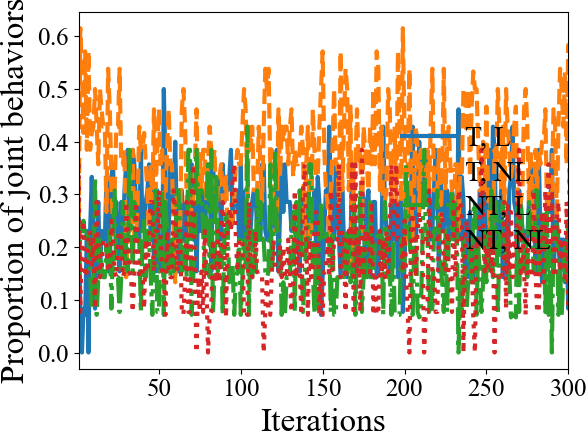 Proportion of joint behaviors
0.6
0.5
0.4
0.3
0.2
0.1
0.0
T, L
T, NL
NT, L
NT, NL
50 100 150 200 250 300
Iterations